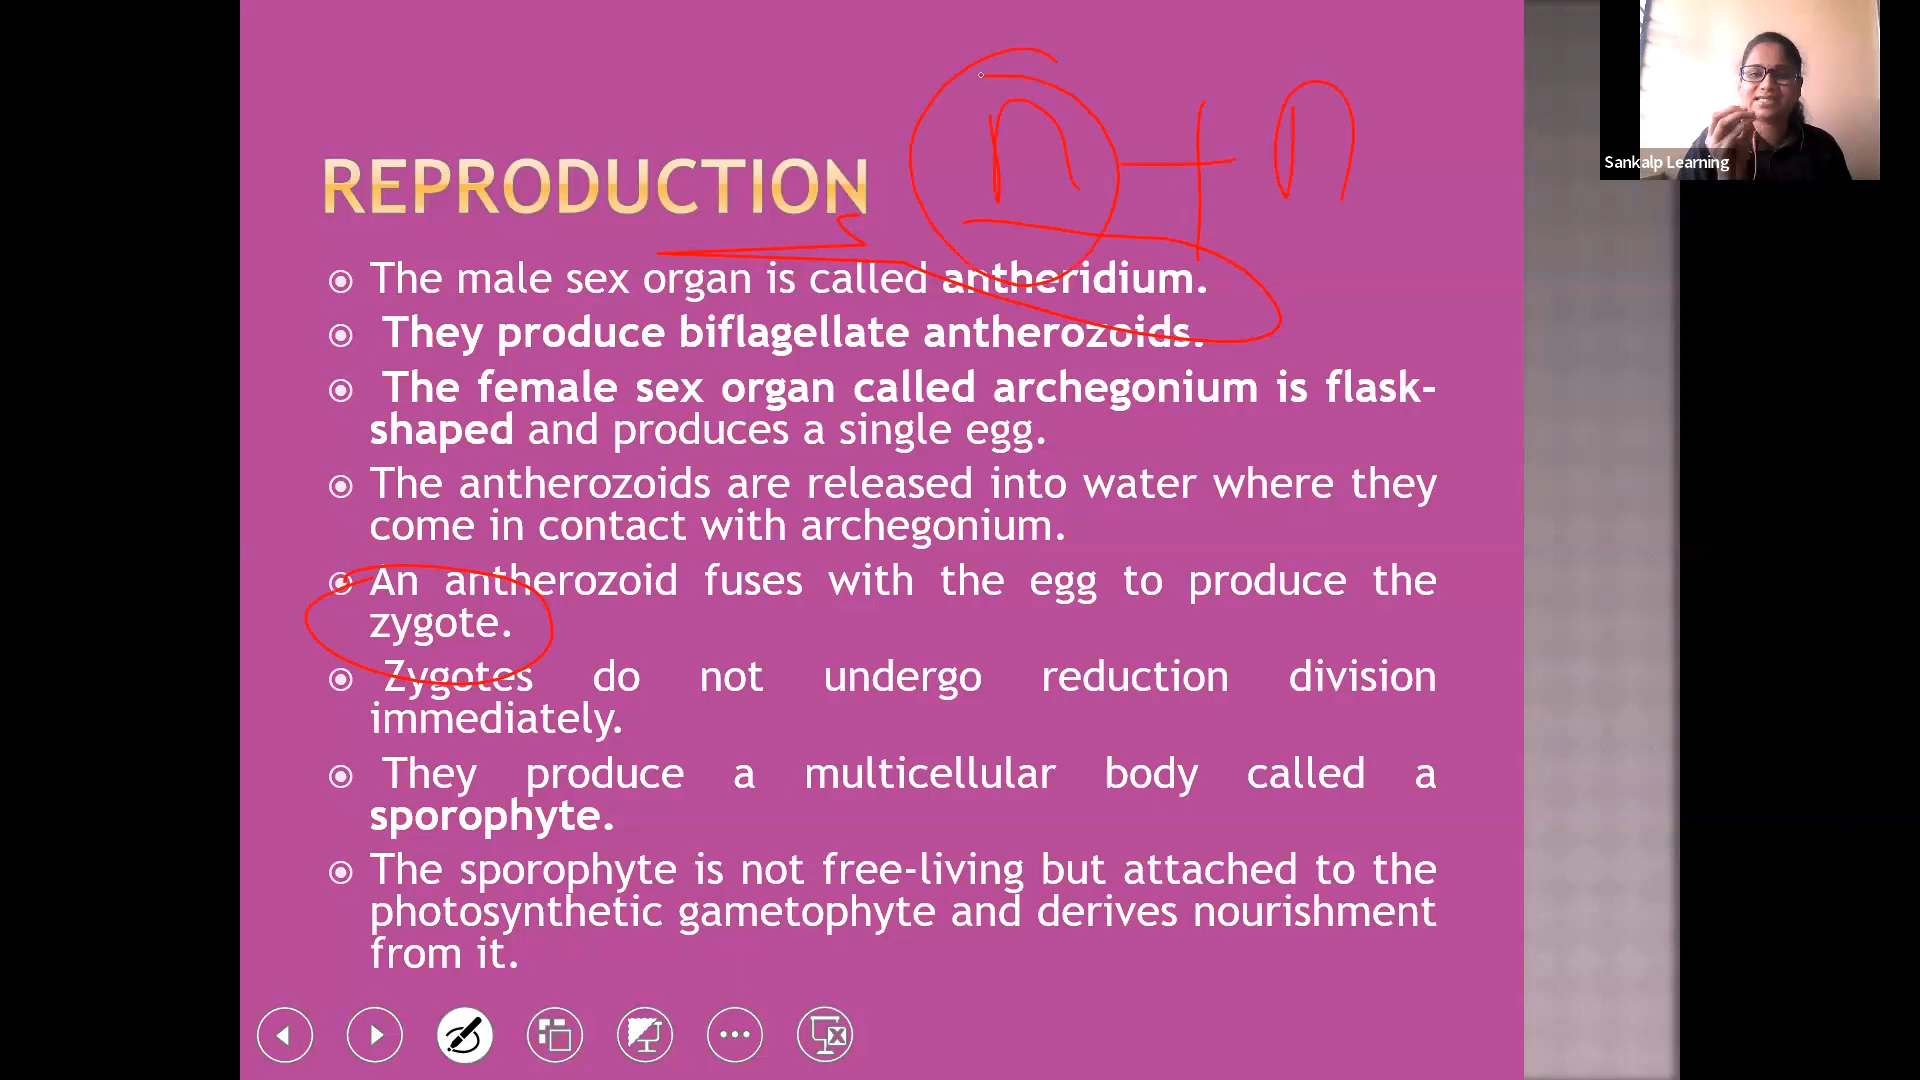 n + n
Sankalp Learning
REPRODUCTION
The male sex organ is called antheridium.
They produce biflagellate antherozoids.
The female sex organ called archegonium is flask-
shaped and produces a single egg.
The antherozoids are released into water where they
come in contact with archegonium.
An antherozoid fuses with the egg to produce the
zygote.
Zygotes do not undergo reduction division
immediately.
They produce a multicellular body called a
sporophyte.
The sporophyte is not free-living but attached to the
photosynthetic gametophyte and derives nourishment
from it.